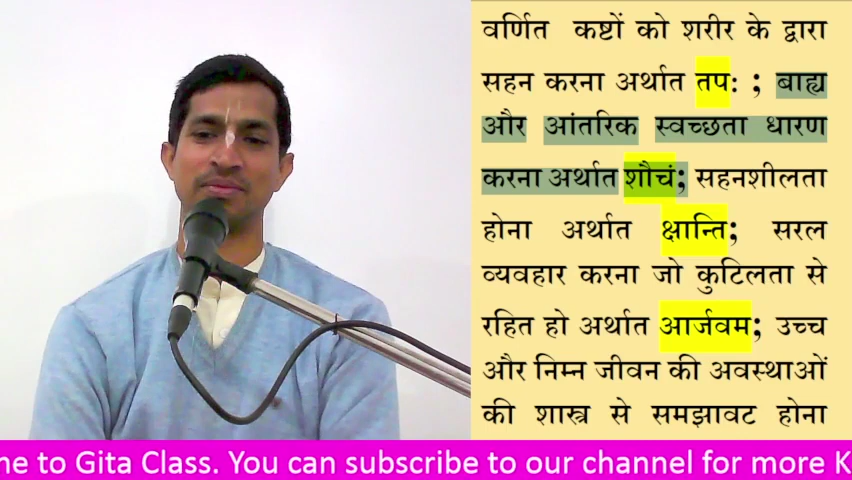 वर्णित कष्टों को शरीर के द्वारा
सहन करना अर्थात तपः ; बाह्य
और आंतरिक स्वच्छता धारण
करना अर्थात शौचं; सहनशीलता
होना अर्थात क्षान्ति; सरल
व्यवहार करना जो कुटिलता से
रहित हो अर्थात आर्जवम; उच्च
और निम्न जीवन की अवस्थाओं
की शास्त्र से समझावट होना
to Gita Class. You can subscribe to our channel for more